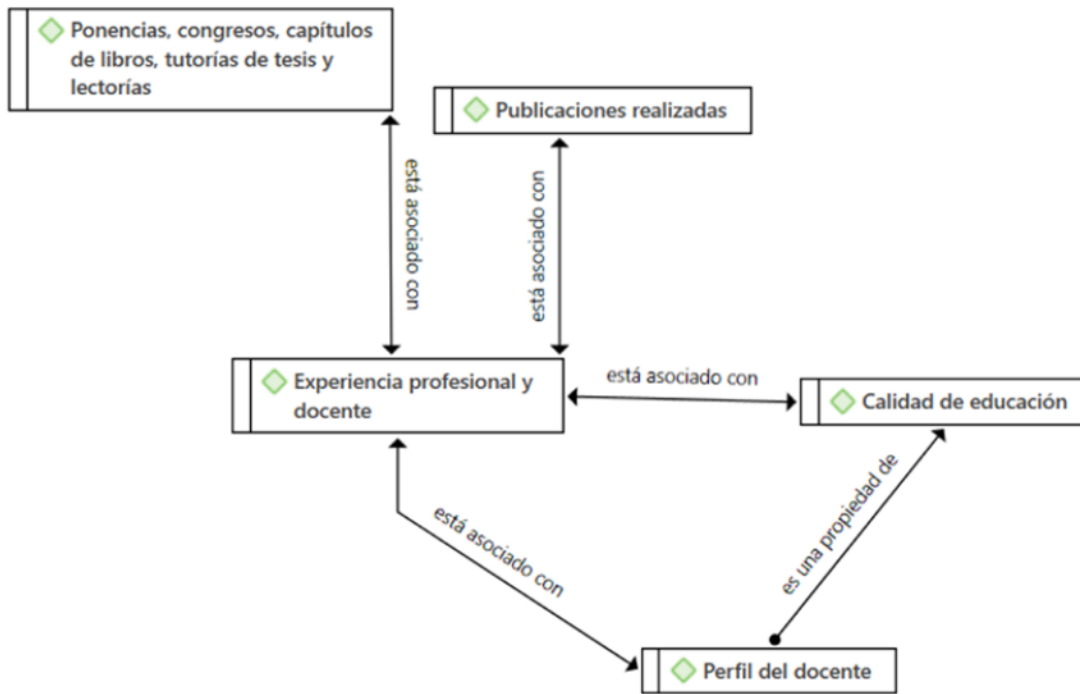 Ponencias, congresos, capítulos
de libros, tutorías de tesis y
lectorías
Publicaciones realizadas
está asociado con
está asociado con
Experiencia profesional y
docente
está asociado con
Calidad de educación
está asociado con
es una propiedad de
Perfil del docente